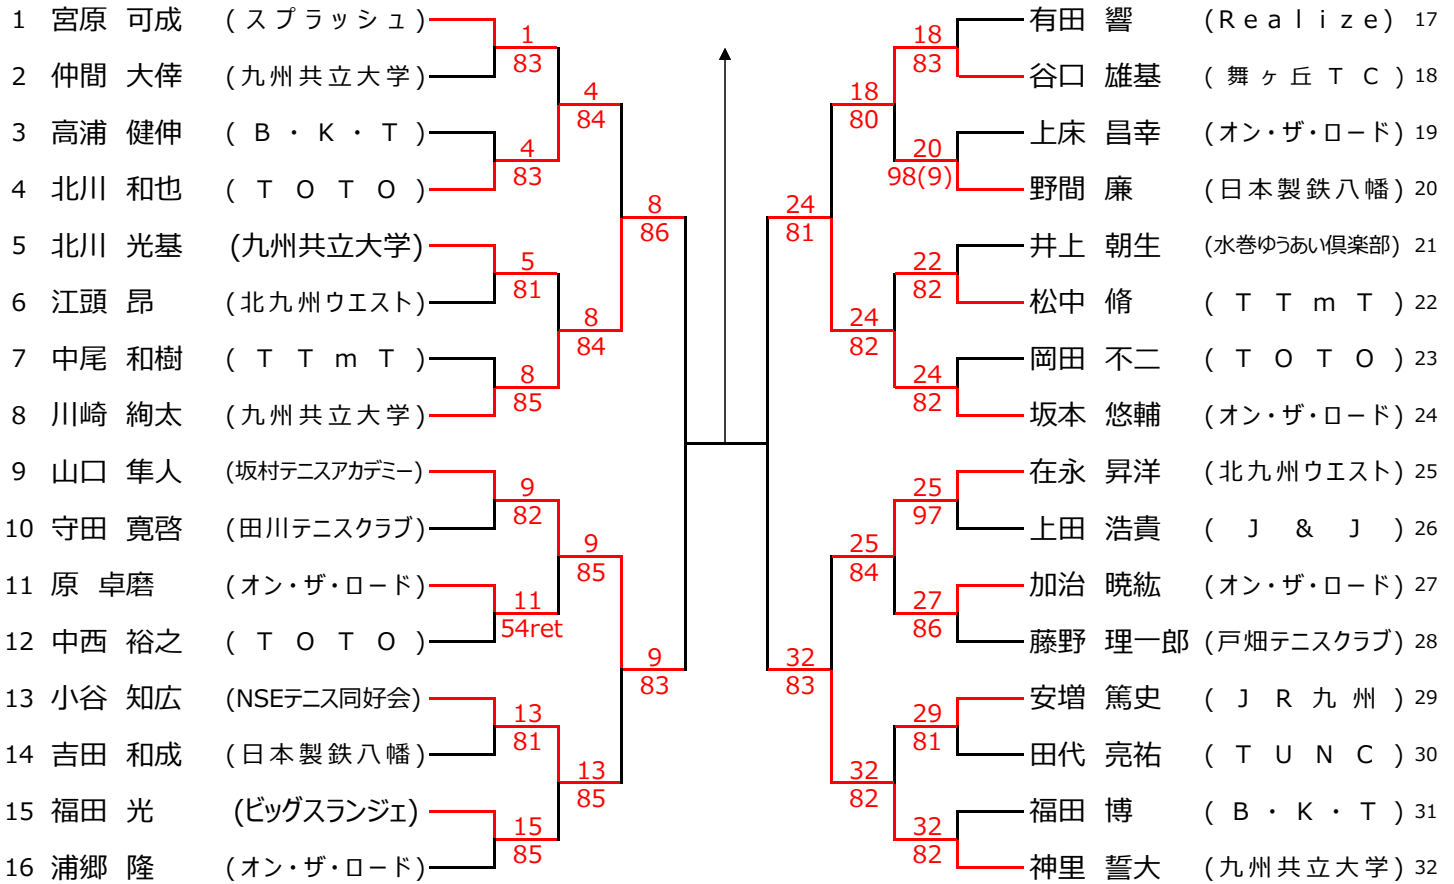 1 宮原 可成 (スプラッシュ)
2 仲間 大倖 (九州共立大学)
3 高浦 健伸 (B・K・T)
4 北川 和也 (TOTO)
5 北川 光基 (九州共立大学)
6 江頭 昂 (北九州ウエスト)
7 中尾 和樹 (TTmT)
8 川崎 絢太 (九州共立大学)
9 山口 隼人 (坂村テニスアカデミー)
10 守田 寛啓 (田川テニスクラブ)
11 原 卓磨 (オン・ザ・ロード)
12 中西 裕之 (TOTO)
13 小谷 知広 (NSEテニス同好会)
14 吉田 和成 (日本製鉄八幡)
15 福田 光 (ビッグスランジェ)
16 浦郷 隆 (オン・ザ・ロード)
1
83
4
83
5
81
8
85
9
82
11
54ret
13
81
15
85
4
84
8
84
9
85
13
85
8
86
9
83
24
81
32
83
18
80
24
82
25
84
32
82
18
83
20
98(9)
22
82
24
82
25
97
27
86
29
81
32
82
有田 響 (Realize) 17
谷口 雄基 (舞ヶ丘TC) 18
上床 昌幸 (オン・ザ・ロード) 19
野間 廉 (日本製鉄八幡) 20
井上 朝生 (水巻ゆうあい倶楽部) 21
松中 脩 (TTmT) 22
岡田 不二 (TOTO) 23
坂本 悠輔 (オン・ザ・ロード) 24
在永 昇洋 (北九州ウエスト) 25
上田 浩貴 (J&J) 26
加治 暁紘 (オン・ザ・ロード) 27
藤野 理一郎 (戸畑テニスクラブ) 28
安増 篤史 (JR九州) 29
田代 亮祐 (TUNC) 30
福田 博 (B・K・T) 31
神里 誓大 (九州共立大学) 32